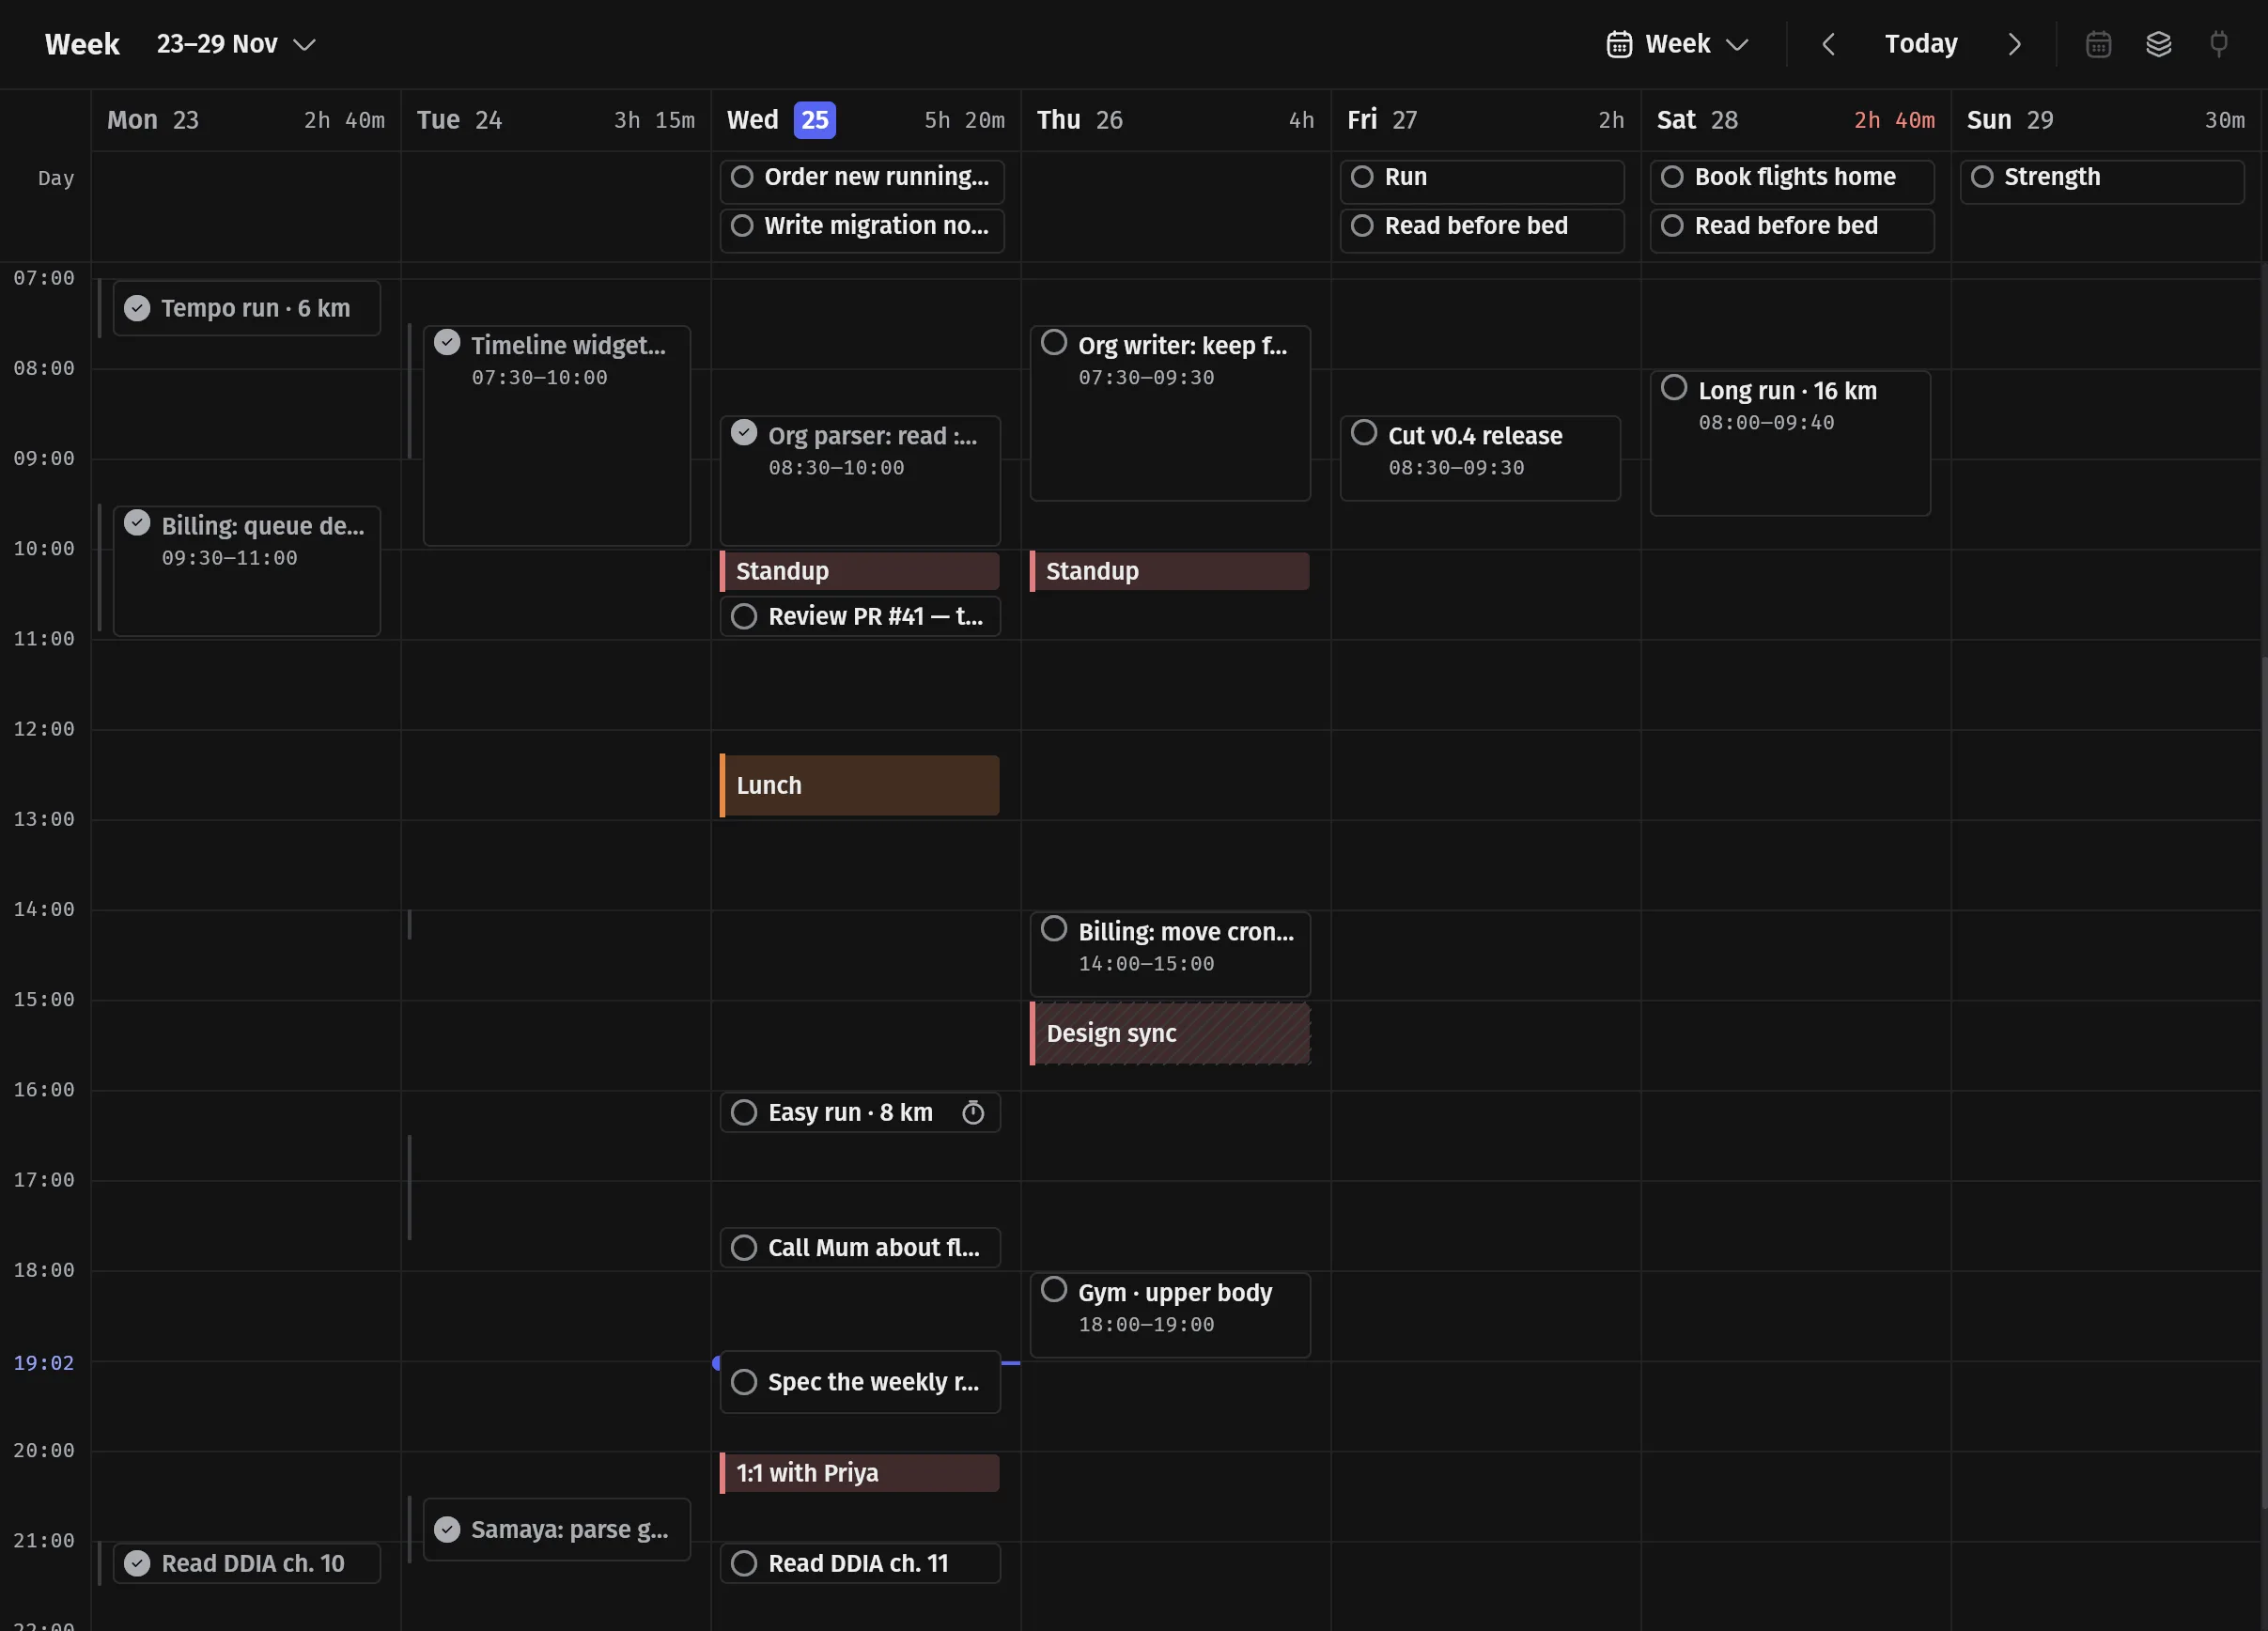 Week 23–29 Nov Week Today
Mon 23 2h 40m Tue 24 3h 15m Wed 25 5h 20m Thu 26 4h Fri 27 2h Sat 28 2h 40m Sun 29 30m
Day
Order new running...
Run
Book flights home
Strength
Write migration no...
Read before bed
Read before bed
07:00
Tempo run · 6 km
Timeline widget...
07:30–10:00
Org writer: keep f...
07:30–09:30
08:00
Long run · 16 km
08:00–09:40
Org parser: read :...
08:30–10:00
Cut v0.4 release
08:30–09:30
09:00
Billing: queue de...
09:30–11:00
10:00
Standup
Standup
Review PR #41 — t...
11:00
12:00
Lunch
13:00
14:00
Billing: move cron...
14:00–15:00
15:00
Design sync
16:00
Easy run · 8 km
17:00
Call Mum about fl...
18:00
Gym · upper body
18:00–19:00
19:02
Spec the weekly r...
20:00
1:1 with Priya
Samaya: parse g...
21:00
Read DDIA ch. 10
Read DDIA ch. 11
22:00